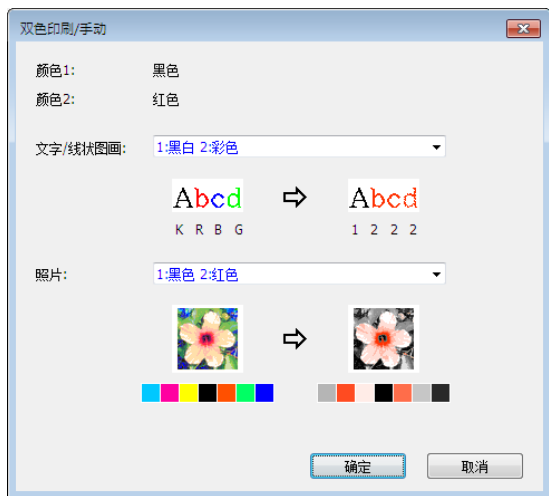 双色印刷/手动
颜色1: 黑色
颜色2: 红色
文字/线状图画: 1:黑白 2:彩色
Abcd Abcd
K R B G 1 2 2 2
照片: 1:黑色 2:红色
确定 取消